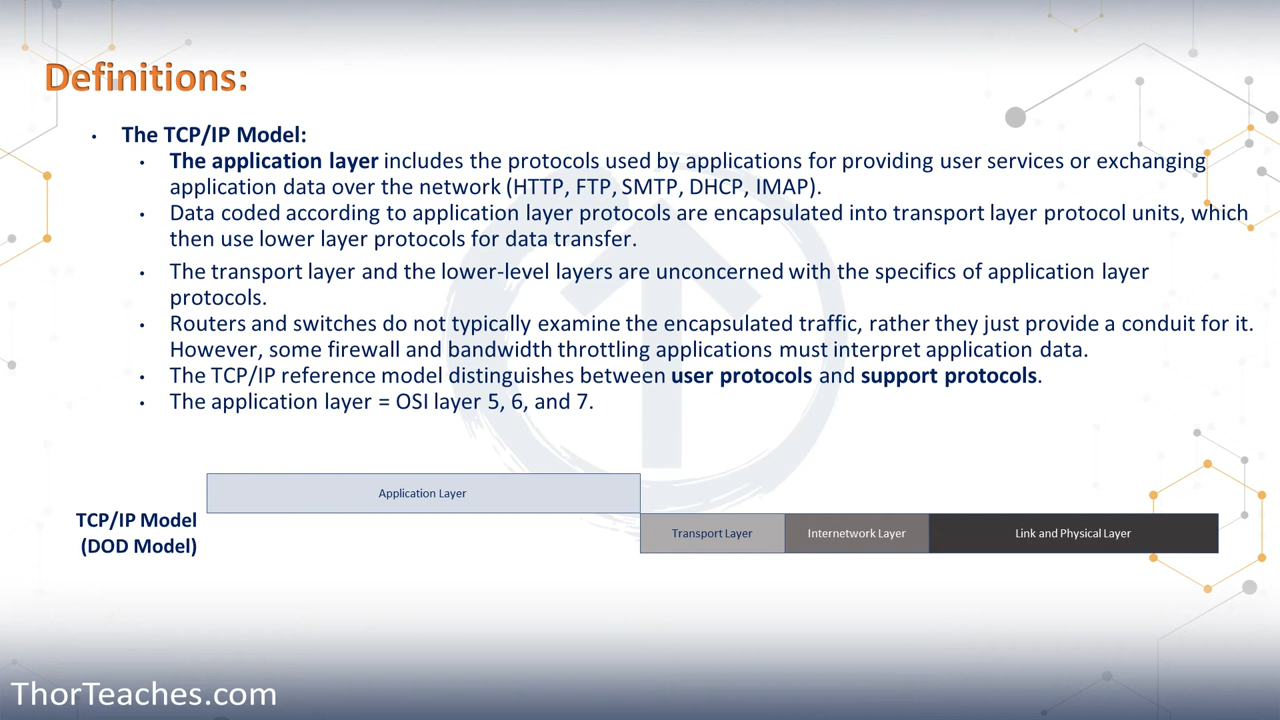 Definitions:
• The TCP/IP Model:
• The application layer includes the protocols used by applications for providing user services or exchanging
application data over the network (HTTP, FTP, SMTP, DHCP, IMAP).
• Data coded according to application layer protocols are encapsulated into transport layer protocol units, which
then use lower layer protocols for data transfer.
• The transport layer and the lower-level layers are unconcerned with the specifics of application layer
protocols.
• Routers and switches do not typically examine the encapsulated traffic, rather they just provide a conduit for it.
However, some firewall and bandwidth throttling applications must interpret application data.
• The TCP/IP reference model distinguishes between user protocols and support protocols.
• The application layer = OSI layer 5, 6, and 7.
Application Layer
TCP/IP Model
(DOD Model)
Transport Layer
Internetwork Layer
Link and Physical Layer
ThorTeaches.com